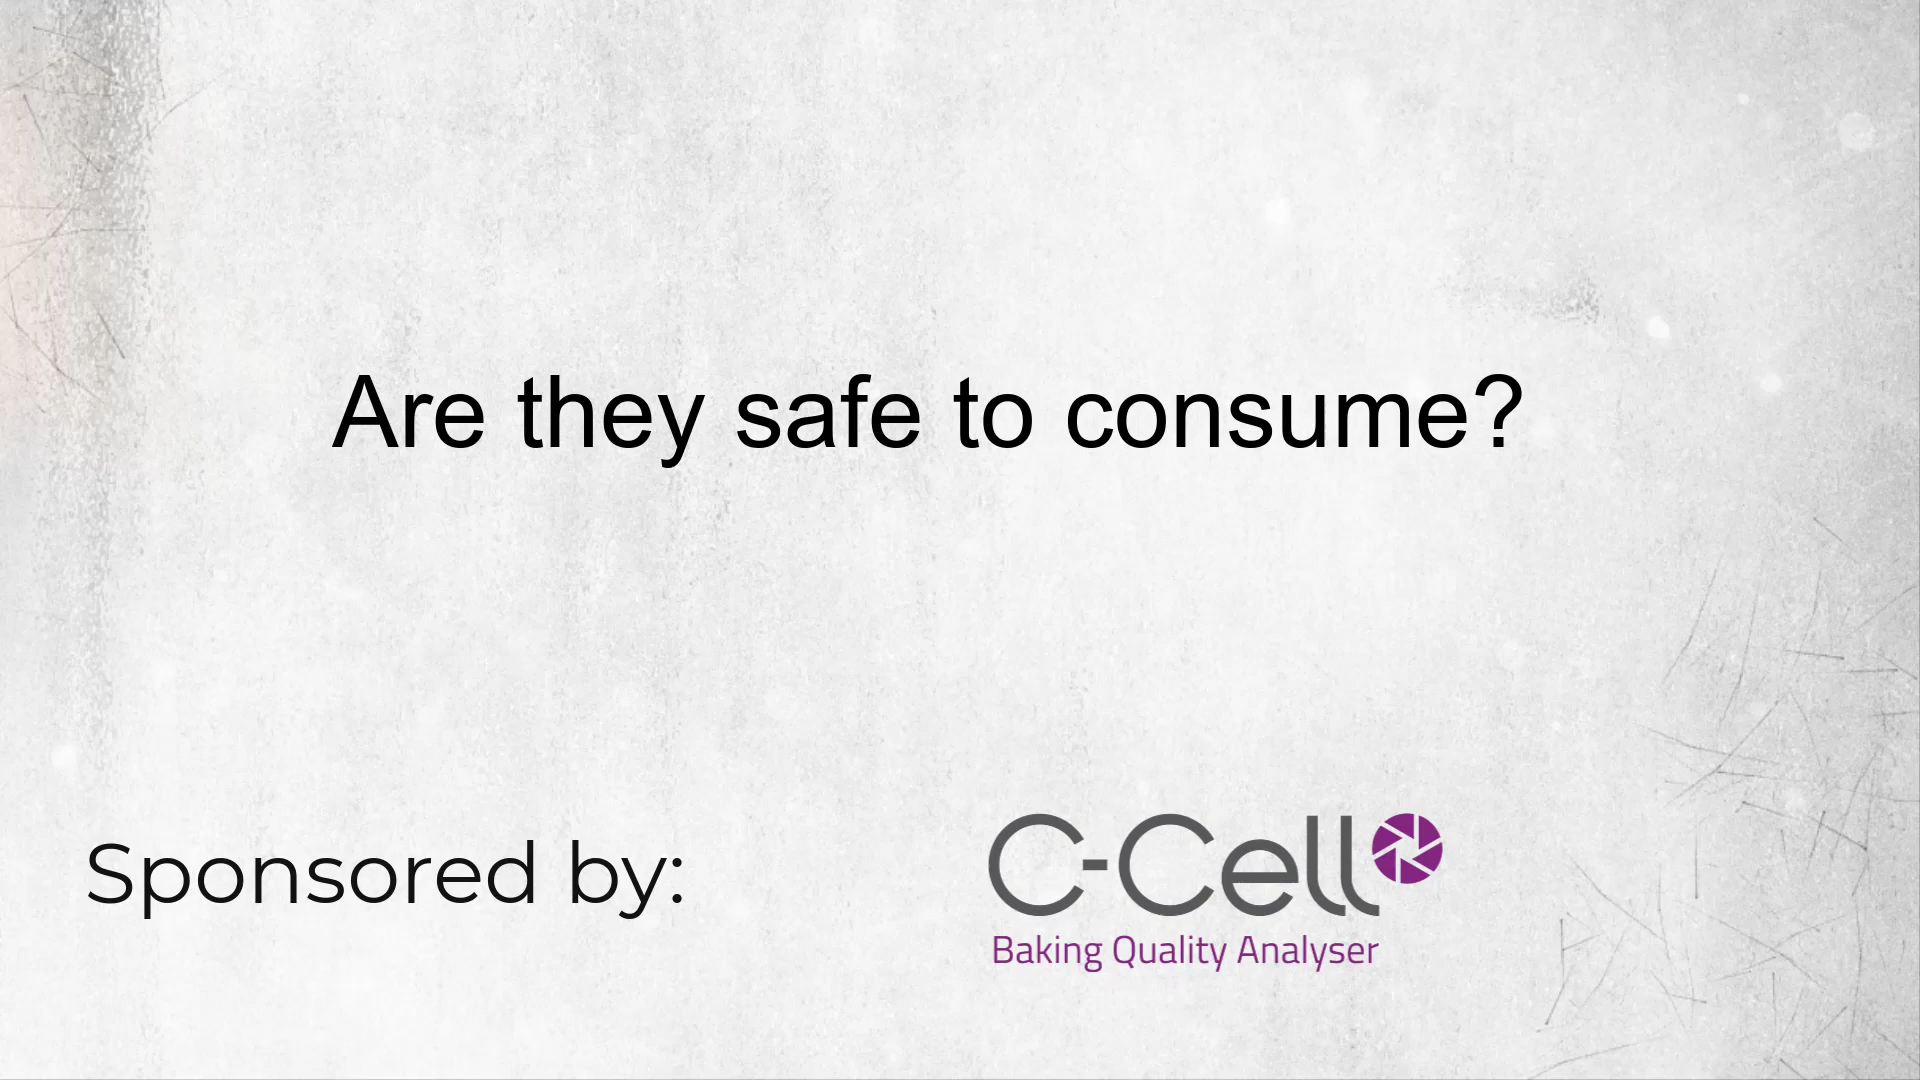 Are they safe to consume?
Sponsored by:
C-Cell
Baking Quality Analyser